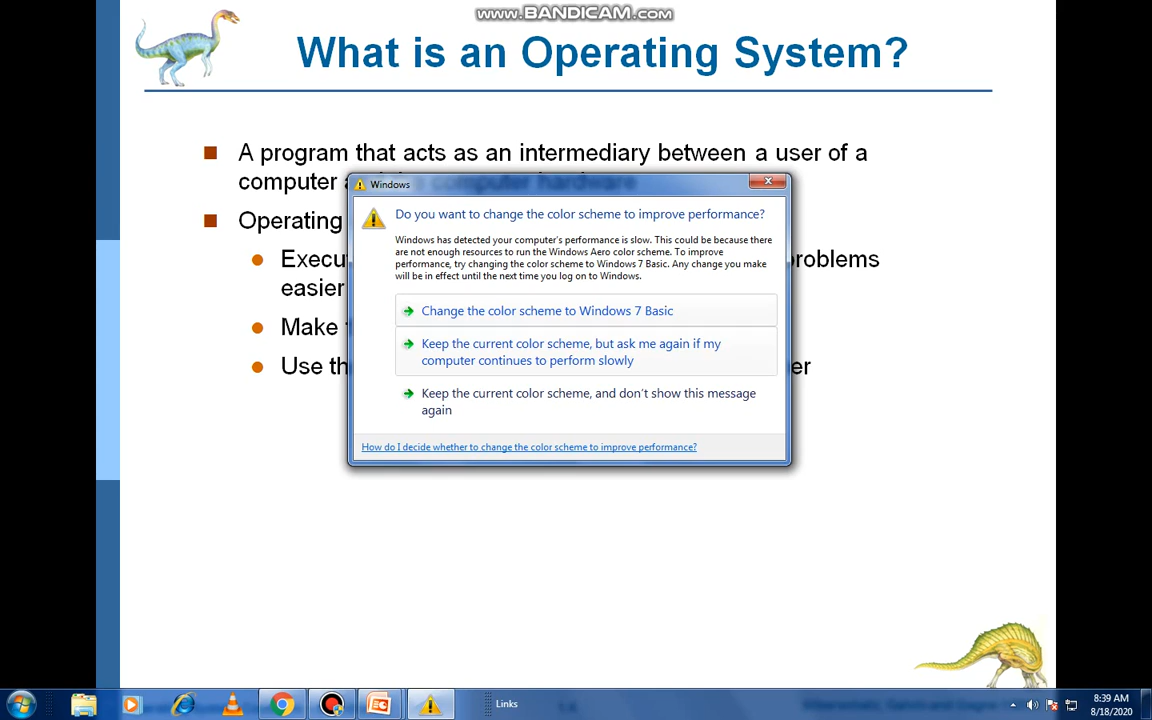 www.BANDICAM.com
What is an Operating System?
A program that acts as an intermediary between a user of a
computer
computer hardware
Windows
Operating
Do you want to change the color scheme to improve performance?
Windows has detected your computer's performance is slow. This could be because there
are not enough resources to run the Windows Aero color scheme. To improve
performance, try changing the color scheme to Windows 7 Basic. Any change you make
will be in effect until the next time you log on to Windows.
Execu
problems
easier
Change the color scheme to Windows 7 Basic
Make
Keep the current color scheme, but ask me again if my
computer continues to perform slowly
Use th
er
Keep the current color scheme, and don't show this message
again
How do I decide whether to change the color scheme to improve performance?
Links
8:39 AM
8/18/2020